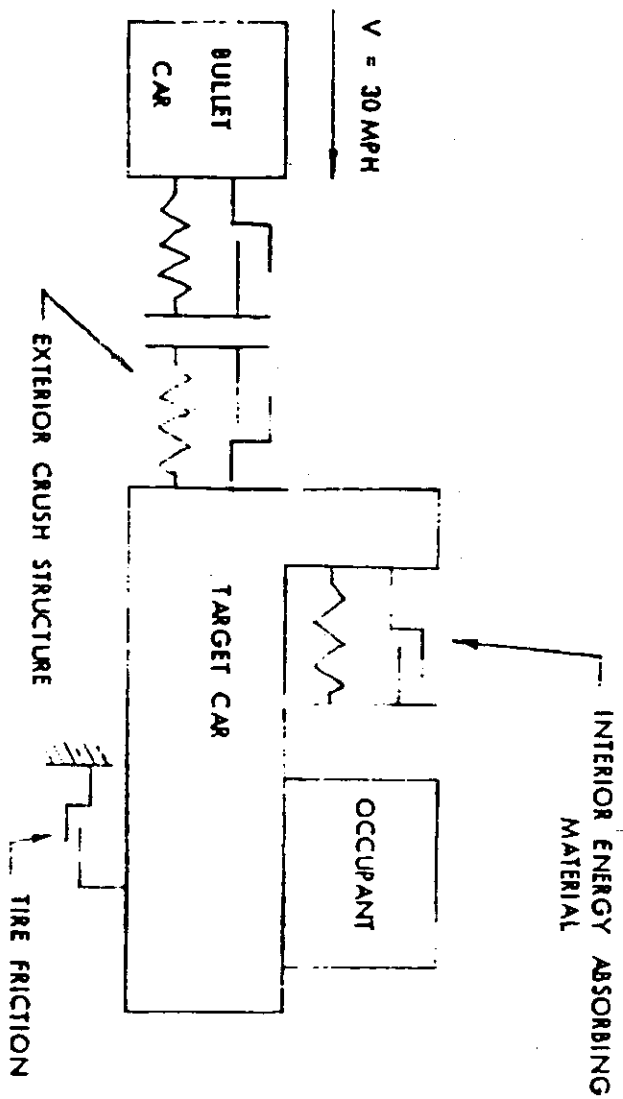 V = 30 MPH
BULLET
CAR
EXTERIOR CRUSH STRUCTURE
TARGET CAR
INTERIOR ENERGY ABSORBING
MATERIAL
OCCUPANT
TIRE FRICTION